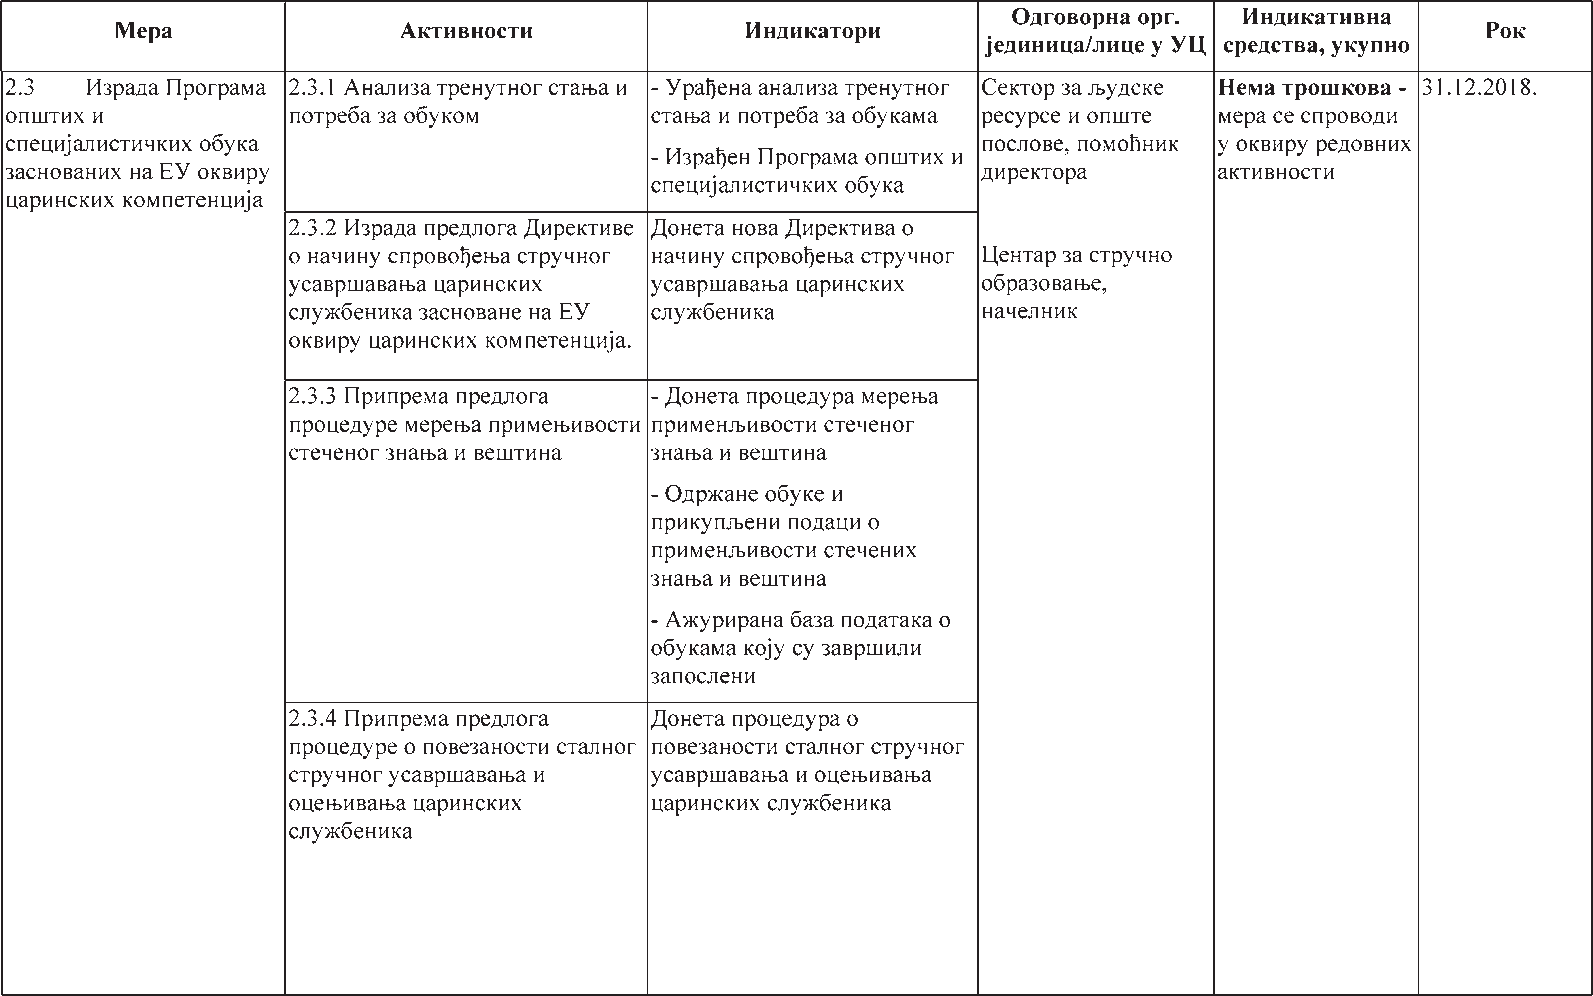 Мера
Активности
Индикатори
Одговорна орг.
јединица/лице у УЦ
Индикативна
средства, укупно
Рок
2.3 Израда Програма
општих и
специјалистичких обука
заснованих на ЕУ оквиру
царинских компетенција
2.3.1 Анализа тренутног стања и
потреба за обуком
- Урађена анализа тренутног
стања и потреба за обукама
- Израђен Програма општих и
специјалистичких обука
Сектор за људске
ресурсе и опште
послове, помоћник
директора
Центар за стручно
образовање,
начелник
Нема трошкова -
мера се спроводи
у оквиру редовних
активности
31.12.2018.
2.3.2 Израда предлога Директиве
о начину спровођења стручног
усавршавања царинских
службеника засноване на ЕУ
оквиру царинских компетенција.
Донета нова Директива о
начину спровођења стручног
усавршавања царинских
службеника
2.3.3 Припрема предлога
процедуре мерења примењивости
стеченог знања и вештина
- Донета процедура мерења
применљивости стеченог
знања и вештина
- Одржане обуке и
прикупљени подаци о
применљивости стечених
знања и вештина
- Ажурирана база података о
обукама коју су завршили
запослени
2.3.4 Припрема предлога
процедуре о повезаности сталног
стручног усавршавања и
оцењивања царинских
службеника
Донета процедура о
повезаности сталног стручног
усавршавања и оцењивања
царинских службеника